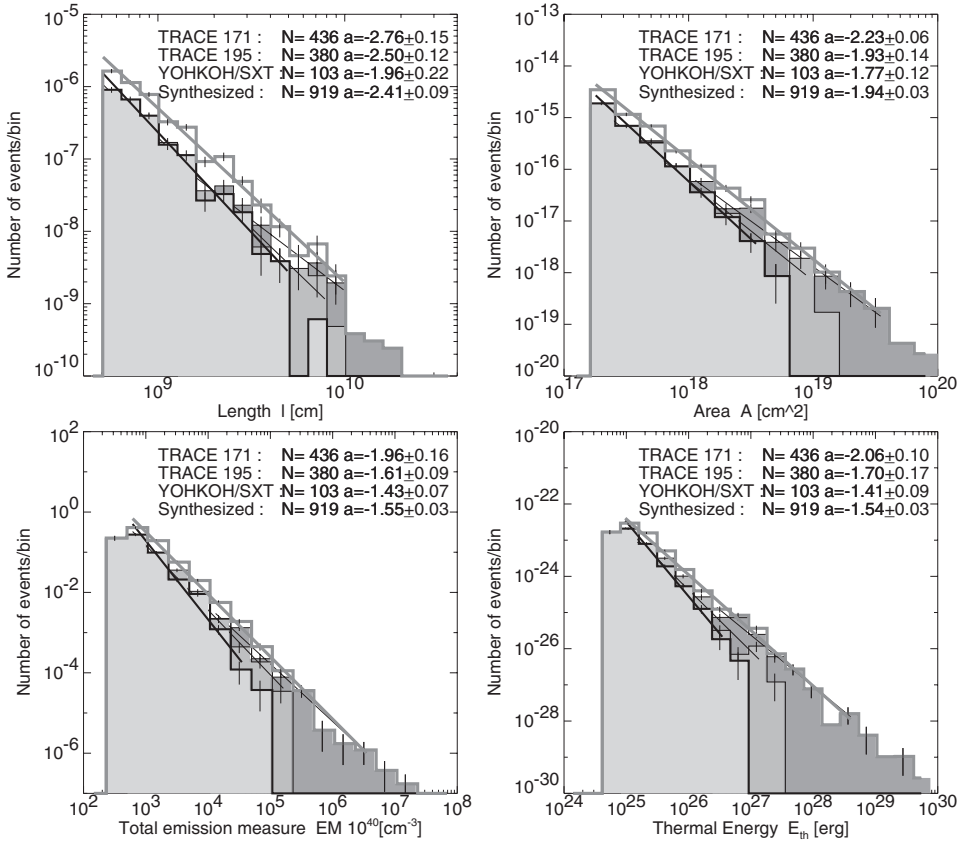 TRACE 171 : N= 436 a=-2.76±0.15
TRACE 195 : N= 380 a=-2.50±0.12
YOHKOH/SXT : N= 103 a=-1.96±0.22
Synthesized : N= 919 a=-2.41±0.09
10^-5
10^-6
10^-7
10^-8
10^-9
10^-10
Number of events/bin
10^9
10^10
Length l [cm]
TRACE 171 : N= 436 a=-2.23±0.06
TRACE 195 : N= 380 a=-1.93±0.14
YOHKOH/SXT : N= 103 a=-1.77±0.12
Synthesized : N= 919 a=-1.94±0.03
10^-13
10^-14
10^-15
10^-16
10^-17
10^-18
10^-19
10^-20
Number of events/bin
10^17
10^18
10^19
10^20
Area A [cm^2]
TRACE 171 : N= 436 a=-1.96±0.16
TRACE 195 : N= 380 a=-1.61±0.09
YOHKOH/SXT : N= 103 a=-1.43±0.07
Synthesized : N= 919 a=-1.55±0.03
10^2
10^0
10^-2
10^-4
10^-6
Number of events/bin
10^2
10^3
10^4
10^5
10^6
10^7
10^8
Total emission measure EM 10^40[cm^-3]
TRACE 171 : N= 436 a=-2.06±0.10
TRACE 195 : N= 380 a=-1.70±0.17
YOHKOH/SXT : N= 103 a=-1.41±0.09
Synthesized : N= 919 a=-1.54±0.03
10^-20
10^-22
10^-24
10^-26
10^-28
10^-30
Number of events/bin
10^24
10^25
10^26
10^27
10^28
10^29
10^30
Thermal Energy E_th [erg]